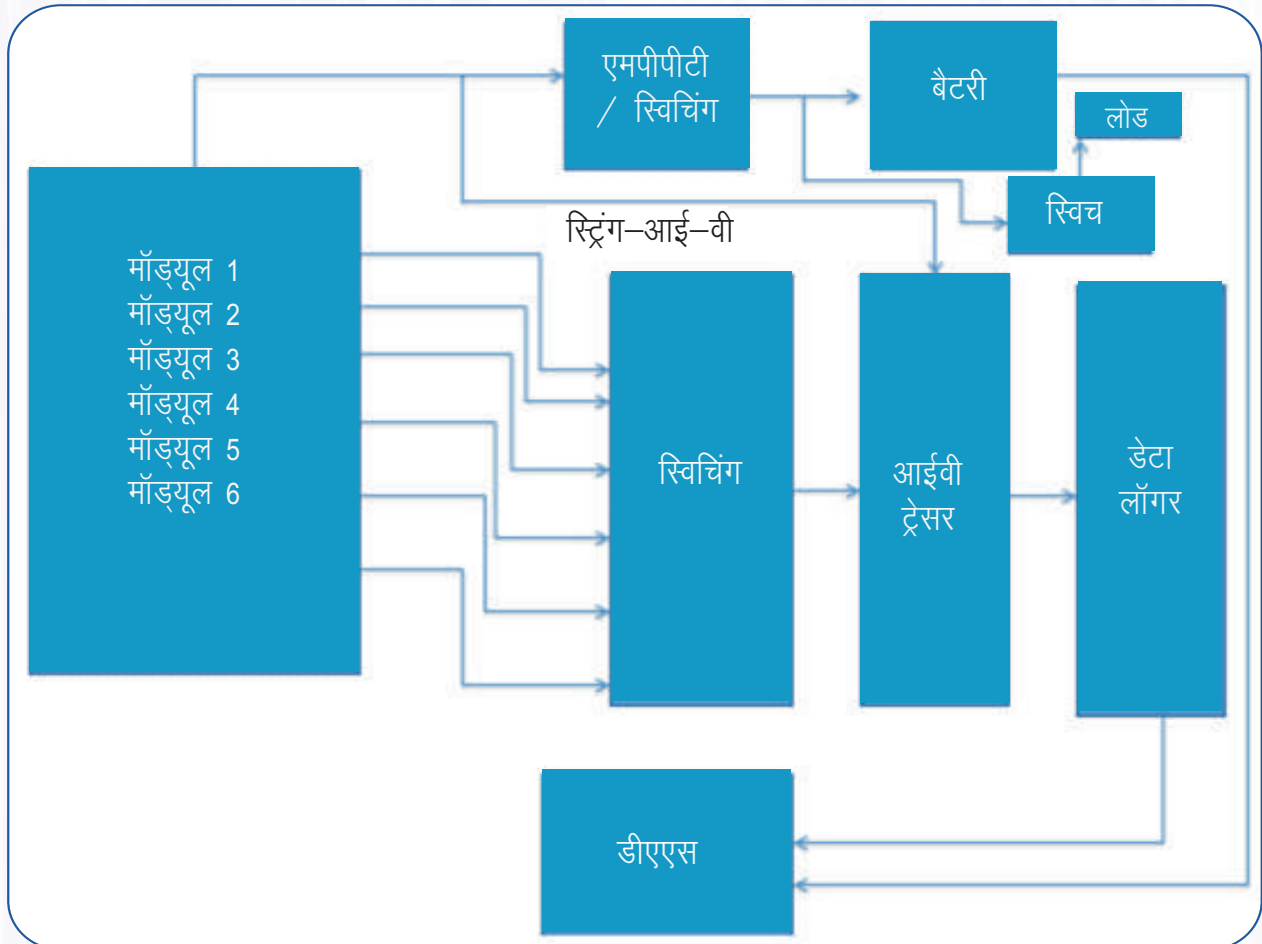 एमपीपीटी
/ स्विचिंग
बैटरी
लोड
स्विच
स्ट्रिंग–आई–वी
मॉड्यूल 1
मॉड्यूल 2
मॉड्यूल 3
मॉड्यूल 4
मॉड्यूल 5
मॉड्यूल 6
स्विचिंग
आईवी
ट्रेसर
डेटा
लॉगर
डीएएस